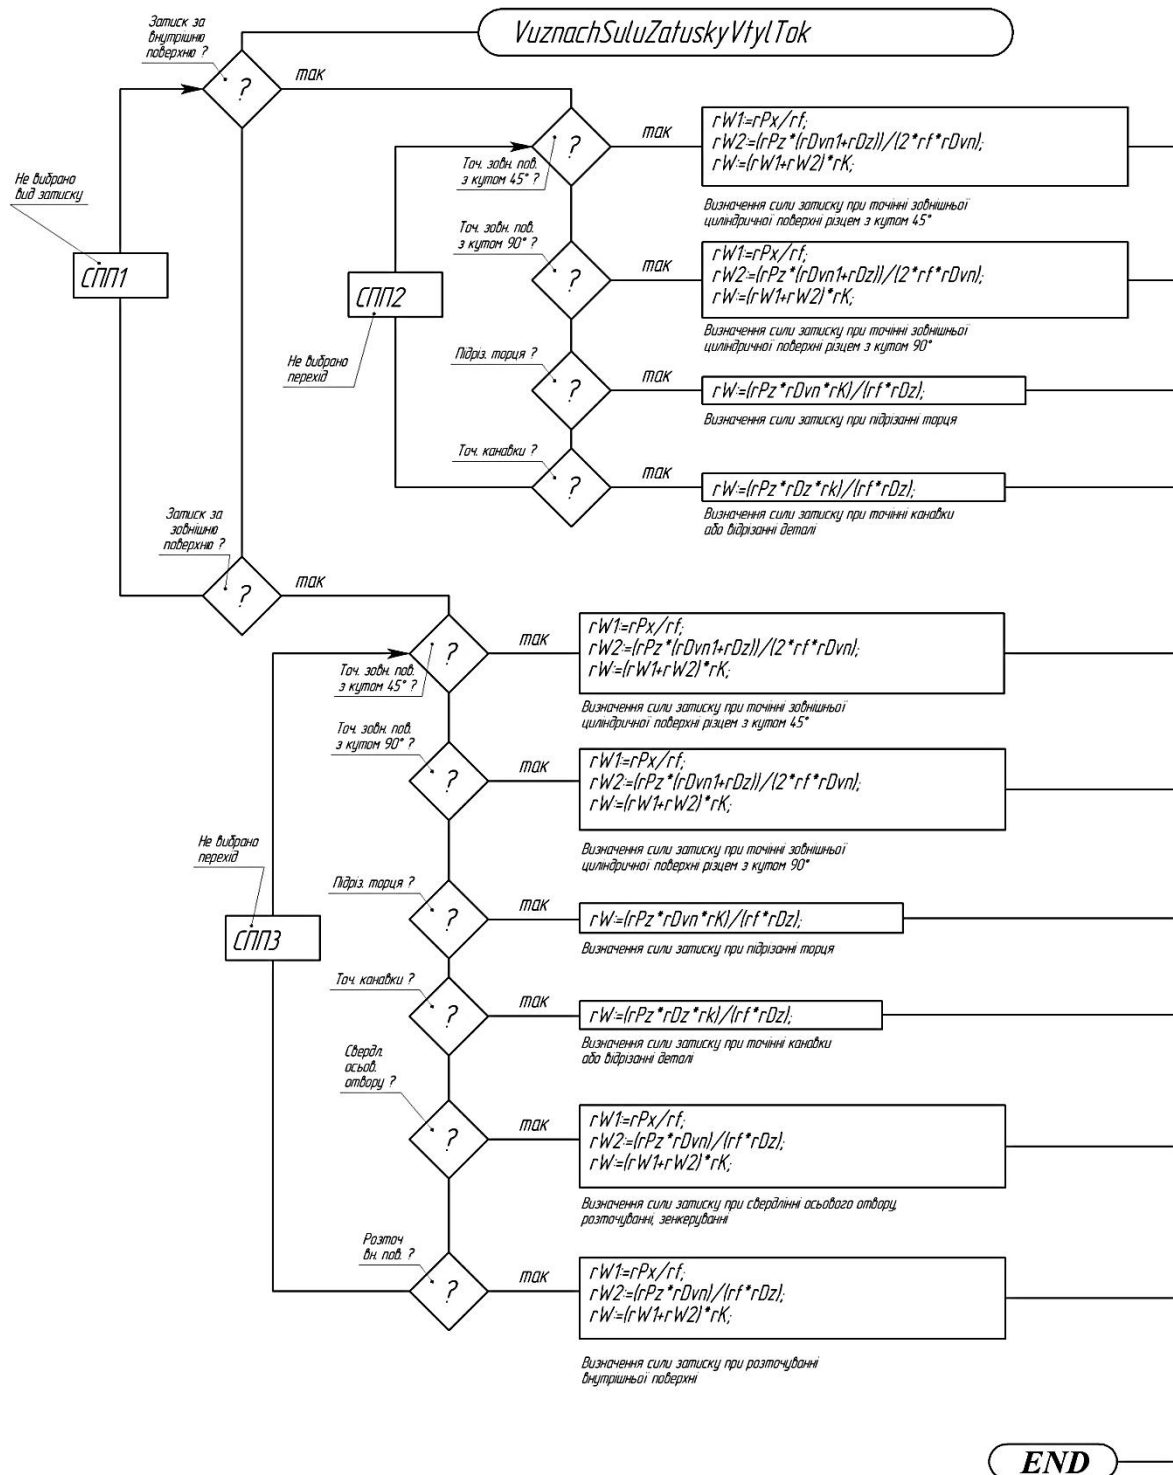 VuznachSuluZatuskyVtylTok
Затиск за
внутрішню
поверхню ?
?
так
Не вибрано
вид затиску
СПП1
?
так
Точ. зовн. пов.
з кутом 45° ?
rW1:=rPx/rf;
rW2:=(rPz*(rDvn1+rDz))/(2*rf*rDvn);
rW:=(rW1+rW2)*rK;
Визначення сили затиску при точінні зовнішньої
циліндричної поверхні різцем з кутом 45°
Точ. зовн. пов.
з кутом 90° ?
?
так
rW1:=rPx/rf;
rW2:=(rPz*(rDvn1+rDz))/(2*rf*rDvn);
rW:=(rW1+rW2)*rK;
Визначення сили затиску при точінні зовнішньої
циліндричної поверхні різцем з кутом 90°
СПП2
Не вибрано
перехід
Підріз. торця ?
?
так
rW:=(rPz*rDvn*rK)/(rf*rDz);
Визначення сили затиску при підрізанні торця
Точ. канавки ?
?
так
rW:=(rPz*rDz*rk)/(rf*rDz);
Визначення сили затиску при точінні канавки
або відрізанні деталі
Затиск за
зовнішню
поверхню ?
?
так
?
так
Точ. зовн. пов.
з кутом 45° ?
rW1:=rPx/rf;
rW2:=(rPz*(rDvn1+rDz))/(2*rf*rDvn);
rW:=(rW1+rW2)*rK;
Визначення сили затиску при точінні зовнішньої
циліндричної поверхні різцем з кутом 45°
Точ. зовн. пов.
з кутом 90° ?
?
так
rW1:=rPx/rf;
rW2:=(rPz*(rDvn1+rDz))/(2*rf*rDvn);
rW:=(rW1+rW2)*rK;
Визначення сили затиску при точінні зовнішньої
циліндричної поверхні різцем з кутом 90°
Не вибрано
перехід
СПП3
Підріз. торця ?
?
так
rW:=(rPz*rDvn*rK)/(rf*rDz);
Визначення сили затиску при підрізанні торця
Точ. канавки ?
?
так
rW:=(rPz*rDz*rk)/(rf*rDz);
Визначення сили затиску при точінні канавки
або відрізанні деталі
Свердл.
осьов.
отвору ?
?
так
rW1:=rPx/rf;
rW2:=(rPz*rDvn)/(rf*rDz);
rW:=(rW1+rW2)*rK;
Визначення сили затиску при свердлінні осьового отвору,
розточуванні, зенкеруванні
Розточ
вн. пов. ?
?
так
rW1:=rPx/rf;
rW2:=(rPz*rDvn)/(rf*rDz);
rW:=(rW1+rW2)*rK;
Визначення сили затиску при розточуванні
внутрішньої поверхні
END